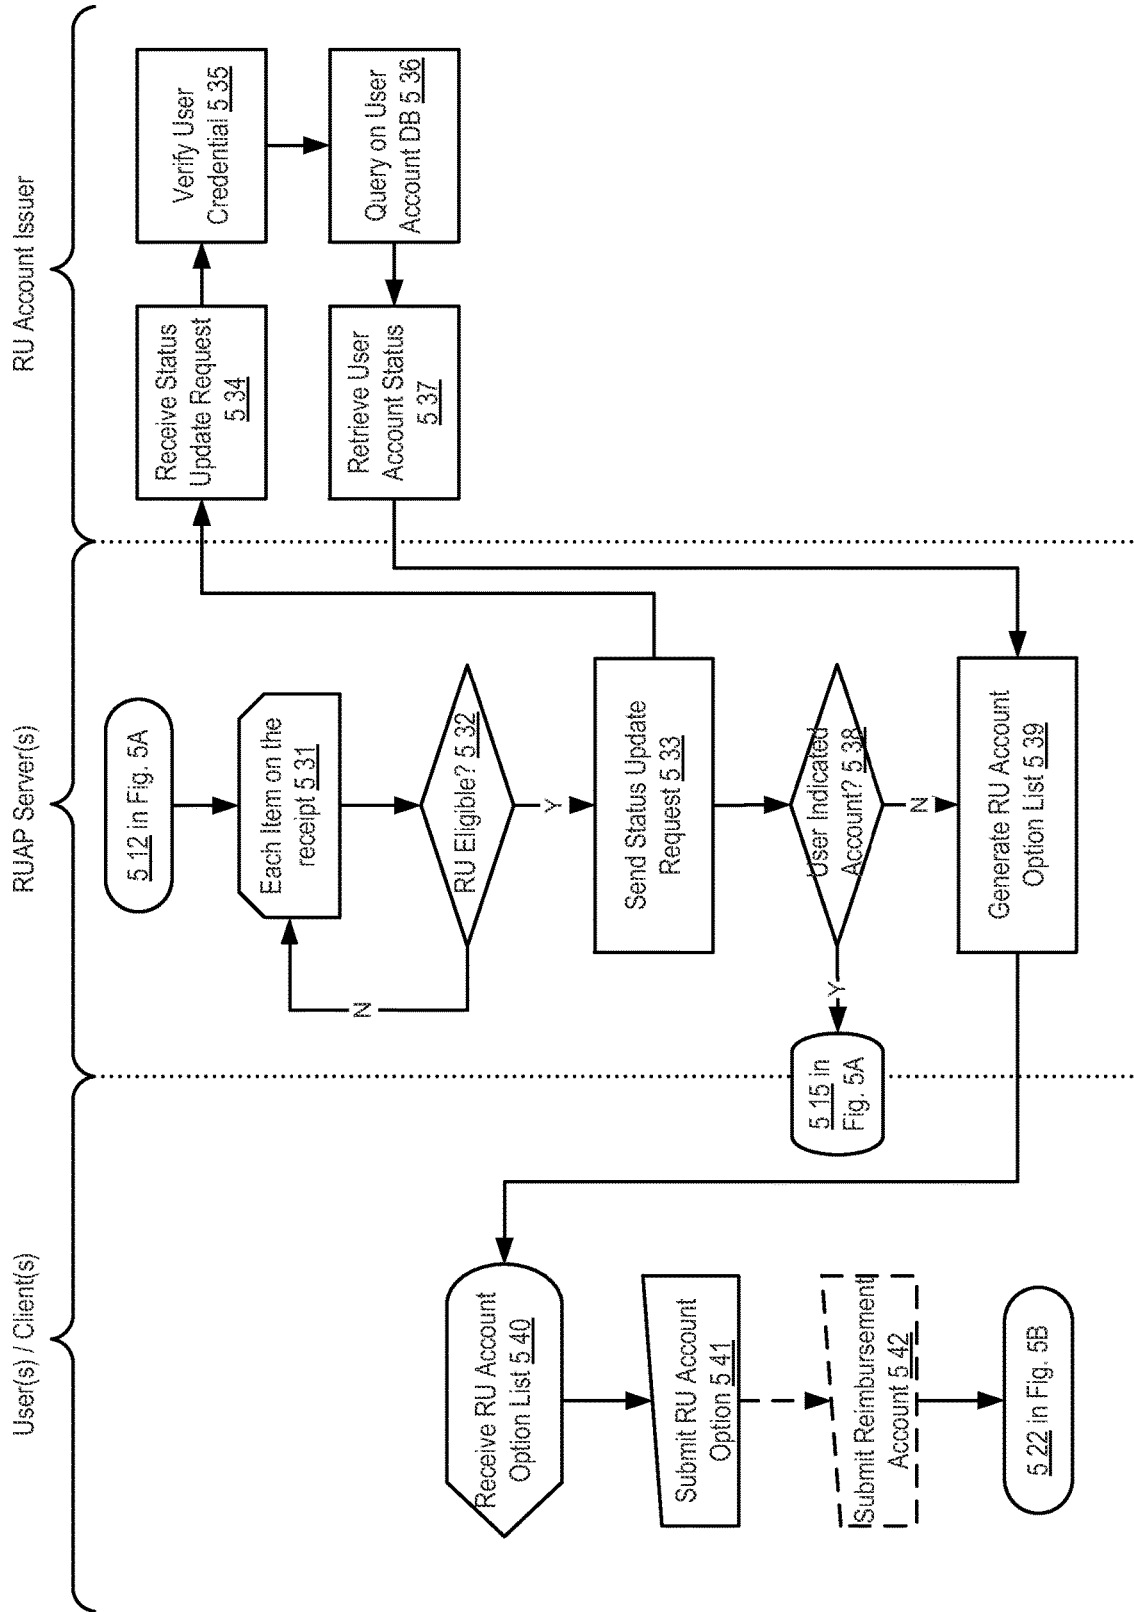 User(s) / Client(s)
RUAP Server(s)
RU Account Issuer
5.12 in Fig. 5A
Each Item on the
receipt 5.31
RU Eligible? 5.32
N
Y
Send Status Update
Request 5.33
User Indicated
Account? 5.38
Y
N
5.15 in
Fig. 5A
Generate RU Account
Option List 5.39
Receive Status
Update Request
5.34
Verify User
Credential 5.35
Query on User
Account DB 5.36
Retrieve User
Account Status
5.37
Receive RU Account
Option List 5.40
Submit RU Account
Option 5.41
Submit Reimbursement
Account 5.42
5.22 in Fig. 5B